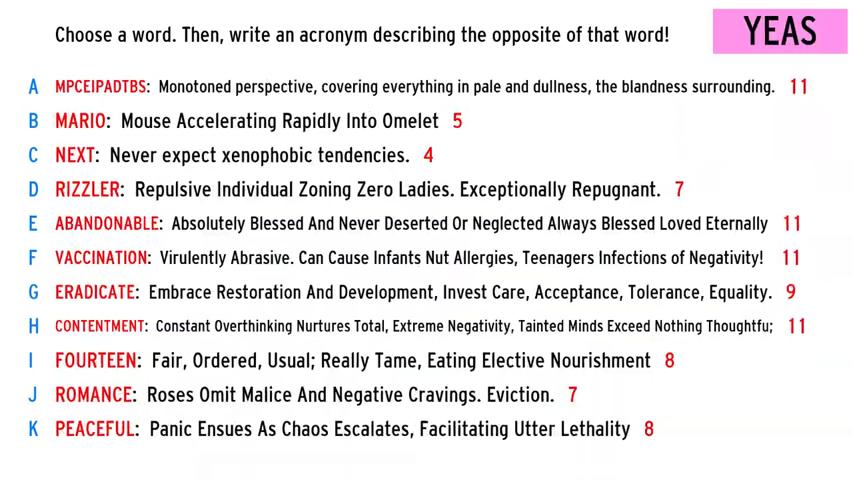 Choose a word. Then, write an acronym describing the opposite of that word!
YEAS
A MPCEIPADTBS: Monotoned perspective, covering everything in pale and dullness, the blandness surrounding. 11
B MARIO: Mouse Accelerating Rapidly Into Omelet 5
C NEXT: Never expect xenophobic tendencies. 4
D RIZZLER: Repulsive Individual Zoning Zero Ladies. Exceptionally Repugnant. 7
E ABANDONABLE: Absolutely Blessed And Never Deserted Or Neglected Always Blessed Loved Eternally 11
F VACCINATION: Virulently Abrasive. Can Cause Infants Nut Allergies, Teenagers Infections of Negativity! 11
G ERADICATE: Embrace Restoration And Development, Invest Care, Acceptance, Tolerance, Equality. 9
H CONTENTMENT: Constant Overthinking Nurtures Total, Extreme Negativity, Tainted Minds Exceed Nothing Thoughtfu; 11
I FOURTEEN: Fair, Ordered, Usual; Really Tame, Eating Elective Nourishment 8
J ROMANCE: Roses Omit Malice And Negative Cravings. Eviction. 7
K PEACEFUL: Panic Ensues As Chaos Escalates, Facilitating Utter Lethality 8